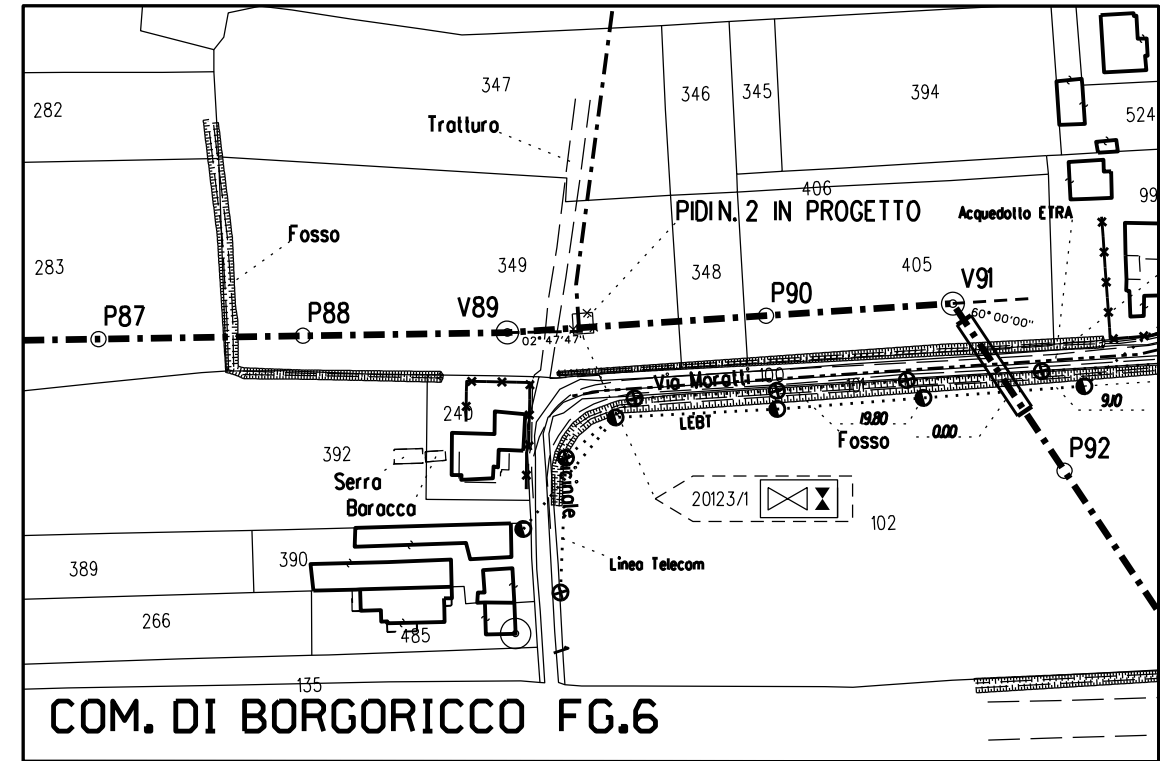 347
346
345
394
282
524
Tratturo
406
99
PIDI N. 2 IN PROGETTO
Acquedotto ETRA
Fosso
283
349
348
405
V91
P87
P88
V89
P90
60°00'00"
02°47'47"
Via Moratti
100
101
240
LEBT
19.80
0.00
9.10
Fosso
P92
392
Serra
Baracca
Vicinale
20123/1
102
389
390
Linea Telecom
266
485
135
COM. DI BORGORICCO FG.6